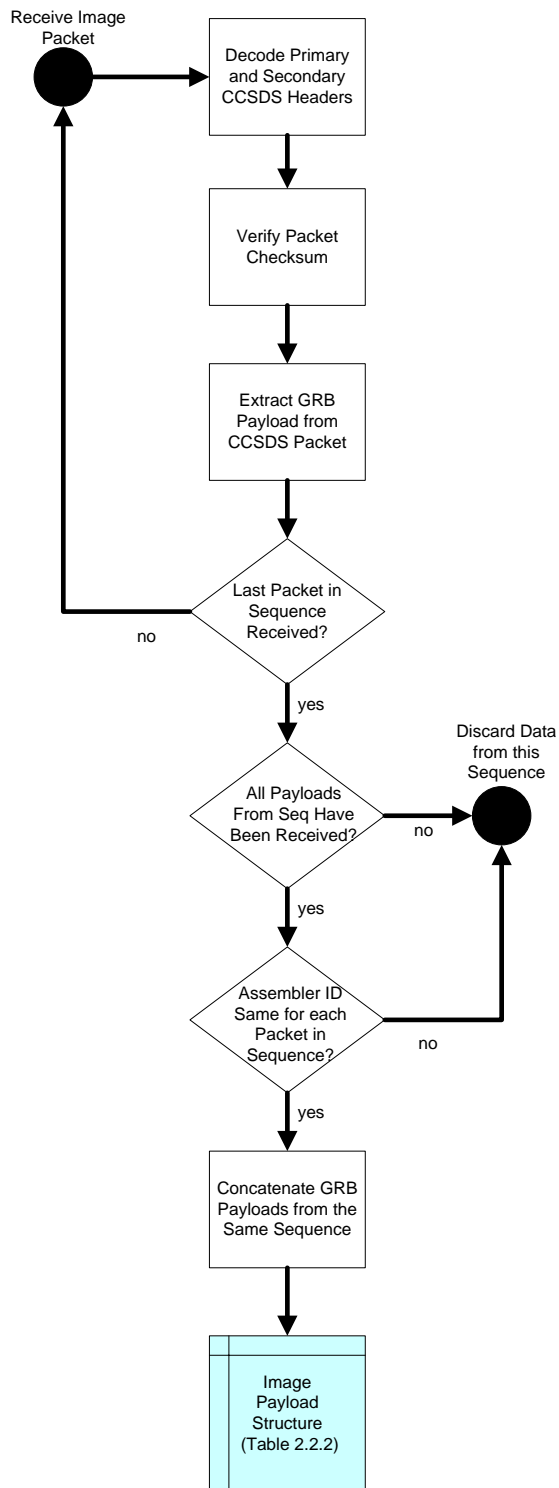 Receive Image
Packet
Decode Primary
and Secondary
CCSDS Headers
Verify Packet
Checksum
Extract GRB
Payload from
CCSDS Packet
Last Packet in
Sequence
Received?
no
yes
Discard Data
from this
Sequence
All Payloads
From Seq Have
Been Received?
no
yes
Assembler ID
Same for each
Packet in
Sequence?
no
yes
Concatenate GRB
Payloads from the
Same Sequence
Image
Payload
Structure
(Table 2.2.2)